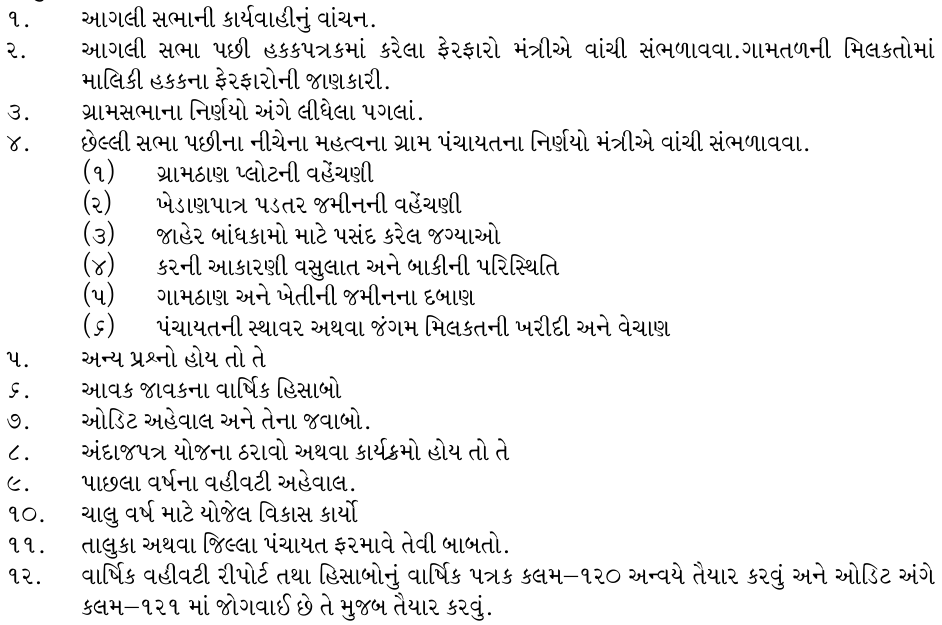 ૧. આગલી સભાની કાર્યવાહીનું વાંચન.
૨. આગલી સભા પછી હકકપત્રકમાં કરેલા ફેરફારો મંત્રીએ વાંચી સંભળાવવા.ગામતળની મિલકતોમાં
માલિકી હકકના ફેરફારોની જાણકારી.
૩. ગ્રામસભાના નિર્ણયો અંગે લીધેલા પગલાં.
૪. છેલ્લી સભા પછીના નીચેના મહત્વના ગ્રામ પંચાયતના નિર્ણયો મંત્રીએ વાંચી સંભળાવવા.
(૧) ગ્રામઠાણ પ્લોટની વહેંચણી
(૨) ખેડાણપાત્ર પડતર જમીનની વહેંચણી
(૩) જાહેર બાંધકામો માટે પસંદ કરેલ જગ્યાઓ
(૪) કરની આકારણી વસુલાત અને બાકીની પરિસ્થિતિ
(૫) ગામઠાણ અને ખેતીની જમીનના દબાણ
(૬) પંચાયતની સ્થાવર અથવા જંગમ મિલકતની ખરીદી અને વેચાણ
૫. અન્ય પ્રશ્નો હોય તો તે
૬. આવક જાવકના વાર્ષિક હિસાબો
૭. ઓડિટ અહેવાલ અને તેના જવાબો.
૮. અંદાજપત્ર યોજના ઠરાવો અથવા કાર્યક્રમો હોય તો તે
૯. પાછલા વર્ષના વહીવટી અહેવાલ.
૧૦. ચાલુ વર્ષ માટે યોજેલ વિકાસ કાર્યો
૧૧. તાલુકા અથવા જિલ્લા પંચાયત ફરમાવે તેવી બાબતો.
૧૨. વાર્ષિક વહીવટી રીપોર્ટ તથા હિસાબોનું વાર્ષિક પત્રક કલમ–૧૨૦ અન્વયે તૈયાર કરવું અને ઓડિટ અંગે
કલમ–૧૨૧ માં જોગવાઈ છે તે મુજબ તૈયાર કરવું.